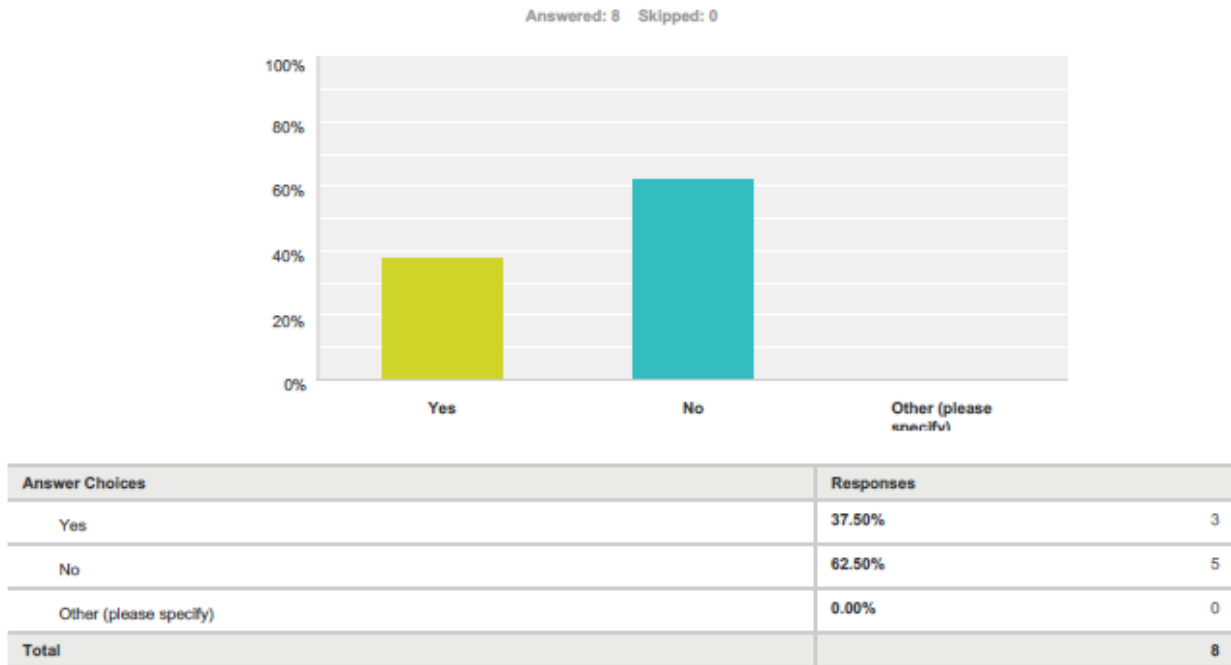 Answered: 8 Skipped: 0
100%
80%
60%
40%
20%
0%
Yes No Other (please
specify)
Answer Choices Responses
Yes 37.50% 3
No 62.50% 5
Other (please specify) 0.00% 0
Total 8